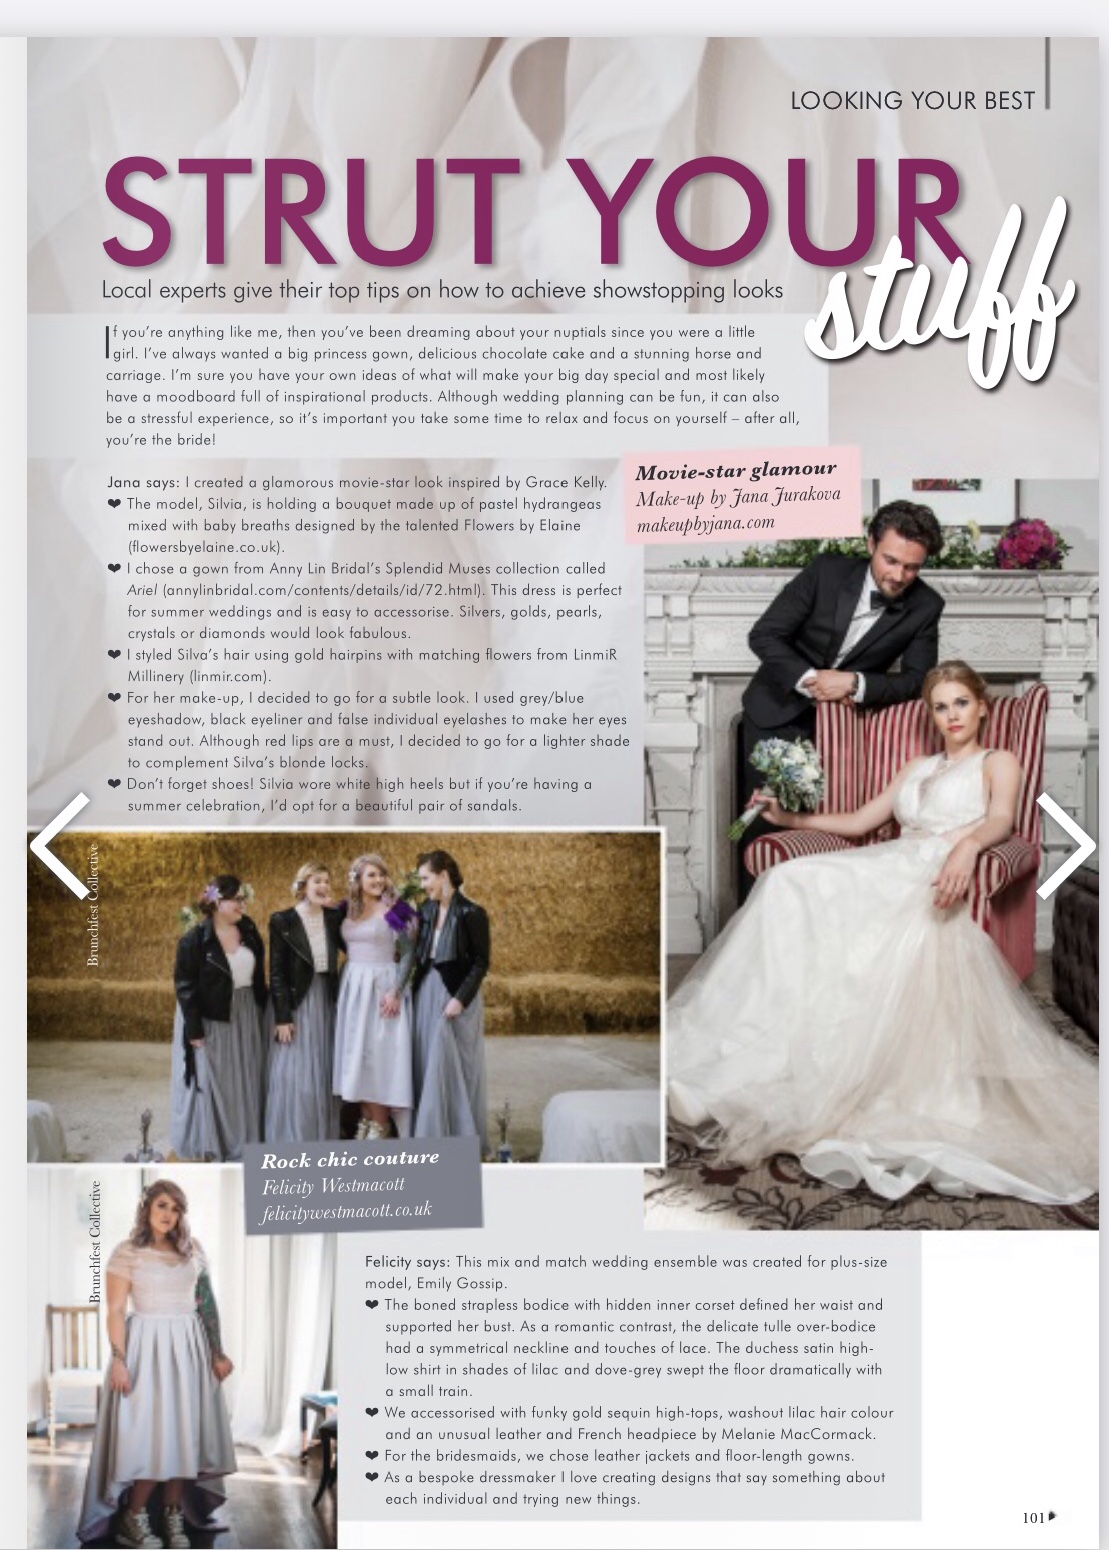 LOOKING YOUR BEST
STRUT YOUR
stuff
Local experts give their top tips on how to achieve showstopping looks
If you’re anything like me, then you’ve been dreaming about your nuptials since you were a little
girl. I’ve always wanted a big princess gown, delicious chocolate cake and a stunning horse and
carriage. I’m sure you have your own ideas of what will make your big day special and most likely
have a moodboard full of inspirational products. Although wedding planning can be fun, it can also
be a stressful experience, so it’s important you take some time to relax and focus on yourself – after all,
you’re the bride!
Movie-star glamour
Make-up by Jana Jurakova
makeupbyjana.com
Jana says: I created a glamorous movie-star look inspired by Grace Kelly.
❤ The model, Silvia, is holding a bouquet made up of pastel hydrangeas
mixed with baby breaths designed by the talented Flowers by Elaine
(flowersbyelaine.co.uk).
❤ I chose a gown from Anny Lin Bridal’s Splendid Muses collection called
Ariel (annylinbridal.com/contents/details/id/72.html). This dress is perfect
for summer weddings and is easy to accessorise. Silvers, golds, pearls,
crystals or diamonds would look fabulous.
❤ I styled Silva’s hair using gold hairpins with matching flowers from LinmiR
Millinery (linmir.com).
❤ For her make-up, I decided to go for a subtle look. I used grey/blue
eyeshadow, black eyeliner and false individual eyelashes to make her eyes
stand out. Although red lips are a must, I decided to go for a lighter shade
to complement Silva’s blonde locks.
❤ Don’t forget shoes! Silvia wore white high heels but if you’re having a
summer celebration, I’d opt for a beautiful pair of sandals.
Brunchfest Collective
Rock chic couture
Felicity Westmacott
felicitywestmacott.co.uk
Brunchfest Collective
Felicity says: This mix and match wedding ensemble was created for plus-size
model, Emily Gossip.
❤ The boned strapless bodice with hidden inner corset defined her waist and
supported her bust. As a romantic contrast, the delicate tulle over-bodice
had a symmetrical neckline and touches of lace. The duchess satin high-
low shirt in shades of lilac and dove-grey swept the floor dramatically with
a small train.
❤ We accessorised with funky gold sequin high-tops, washout lilac hair colour
and an unusual leather and French headpiece by Melanie MacCormack.
❤ For the bridesmaids, we chose leather jackets and floor-length gowns.
❤ As a bespoke dressmaker I love creating designs that say something about
each individual and trying new things.
101